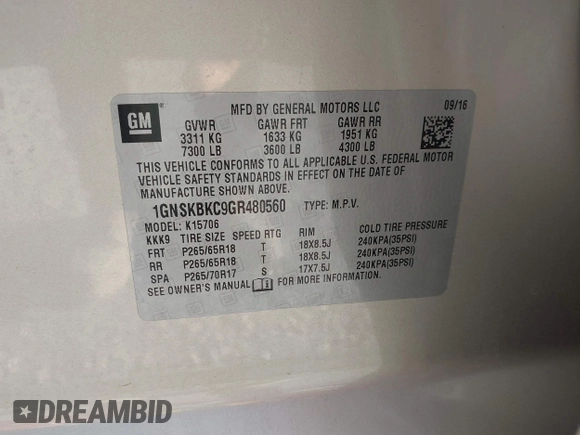 GM
MFD BY GENERAL MOTORS LLC 09/16
GVWR GAWR FRT GAWR RR
3311 KG 1633 KG 1951 KG
7300 LB 3600 LB 4300 LB
THIS VEHICLE CONFORMS TO ALL APPLICABLE U.S. FEDERAL MOTOR
VEHICLE SAFETY STANDARDS IN EFFECT ON THE DATE OF
MANUFACTURE SHOWN ABOVE.
1GNSKBKC9GR480560 TYPE: M.P.V.
MODEL: K15706
KKK9 TIRE SIZE SPEED RTG RIM COLD TIRE PRESSURE
FRT P265/65R18 T 18X8.5J 240KPA(35PSI)
RR P265/65R18 T 18X8.5J 240KPA(35PSI)
SPA P265/70R17 S 17X7.5J 240KPA(35PSI)
SEE OWNER'S MANUAL FOR MORE INFORMATION.
DREAMBID